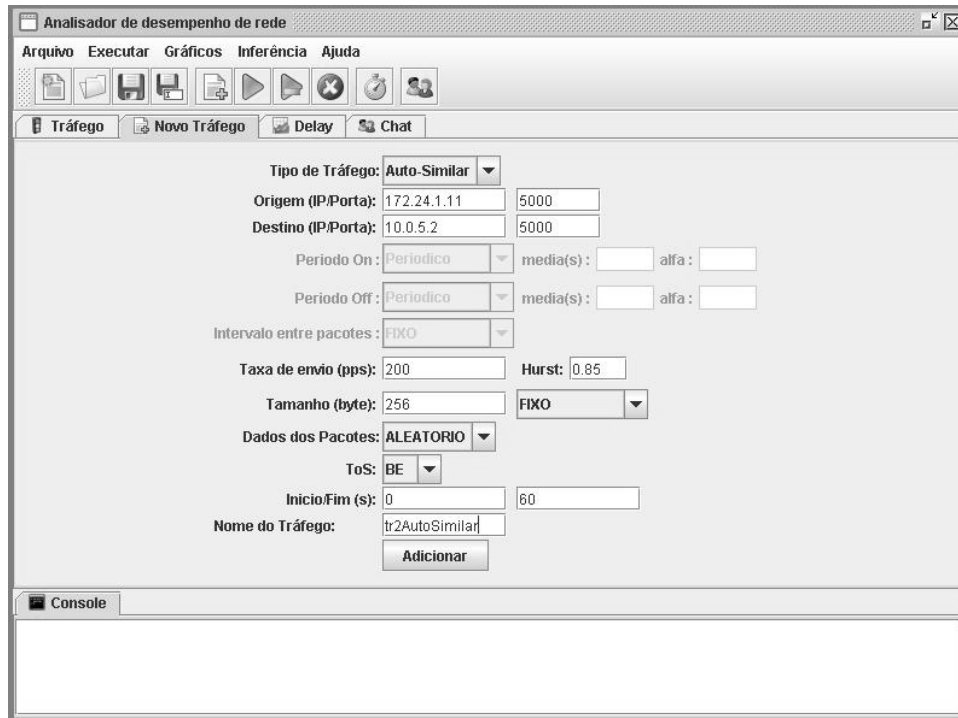 Analisador de desempenho de rede
Arquivo Executar Gráficos Inferência Ajuda
Tráfego Novo Tráfego Delay Chat
Tipo de Tráfego: Auto-Similar
Origem (IP/Porta): 172.24.1.11 5000
Destino (IP/Porta): 10.0.5.2 5000
Periodo On : Periodico media(s) : alfa :
Periodo Off : Periodico media(s) : alfa :
Intervalo entre pacotes : FIXO
Taxa de envio (pps): 200 Hurst: 0.85
Tamanho (byte): 256 FIXO
Dados dos Pacotes: ALEATORIO
ToS: BE
Inicio/Fim (s): 0 60
Nome do Tráfego: tr2AutoSimilar
Adicionar
Console